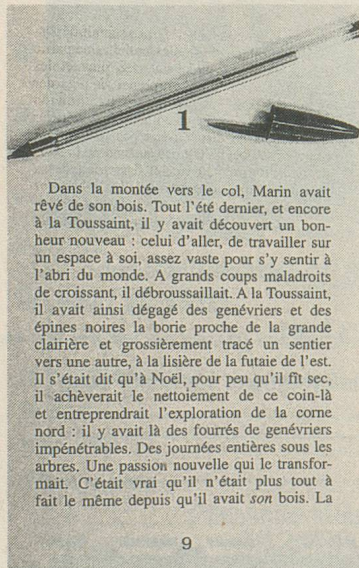 1
Dans la montée vers le col, Marin avait
rêvé de son bois. Tout l'été dernier, et encore
à la Toussaint, il y avait découvert un bon-
heur nouveau : celui d'aller, de travailler sur
un espace à soi, assez vaste pour s'y sentir à
l'abri du monde. A grands coups maladroits
de croissant, il débroussaillait. A la Toussaint,
il avait ainsi dégagé des genévriers et des
épines noires la borie proche de la grande
clairière et grossièrement tracé un sentier
vers une autre, à la lisière de la futaie de l'est.
Il s'était dit qu'à Noël, pour peu qu'il fît sec,
il achèverait le nettoiement de ce coin-là
et entreprendrait l'exploration de la corne
nord : il y avait là des fourrés de genévriers
impénétrables. Des journées entières sous les
arbres. Une passion nouvelle qui le transfor-
mait. C'était vrai qu'il n'était plus tout à
fait le même depuis qu'il avait son bois. La
9